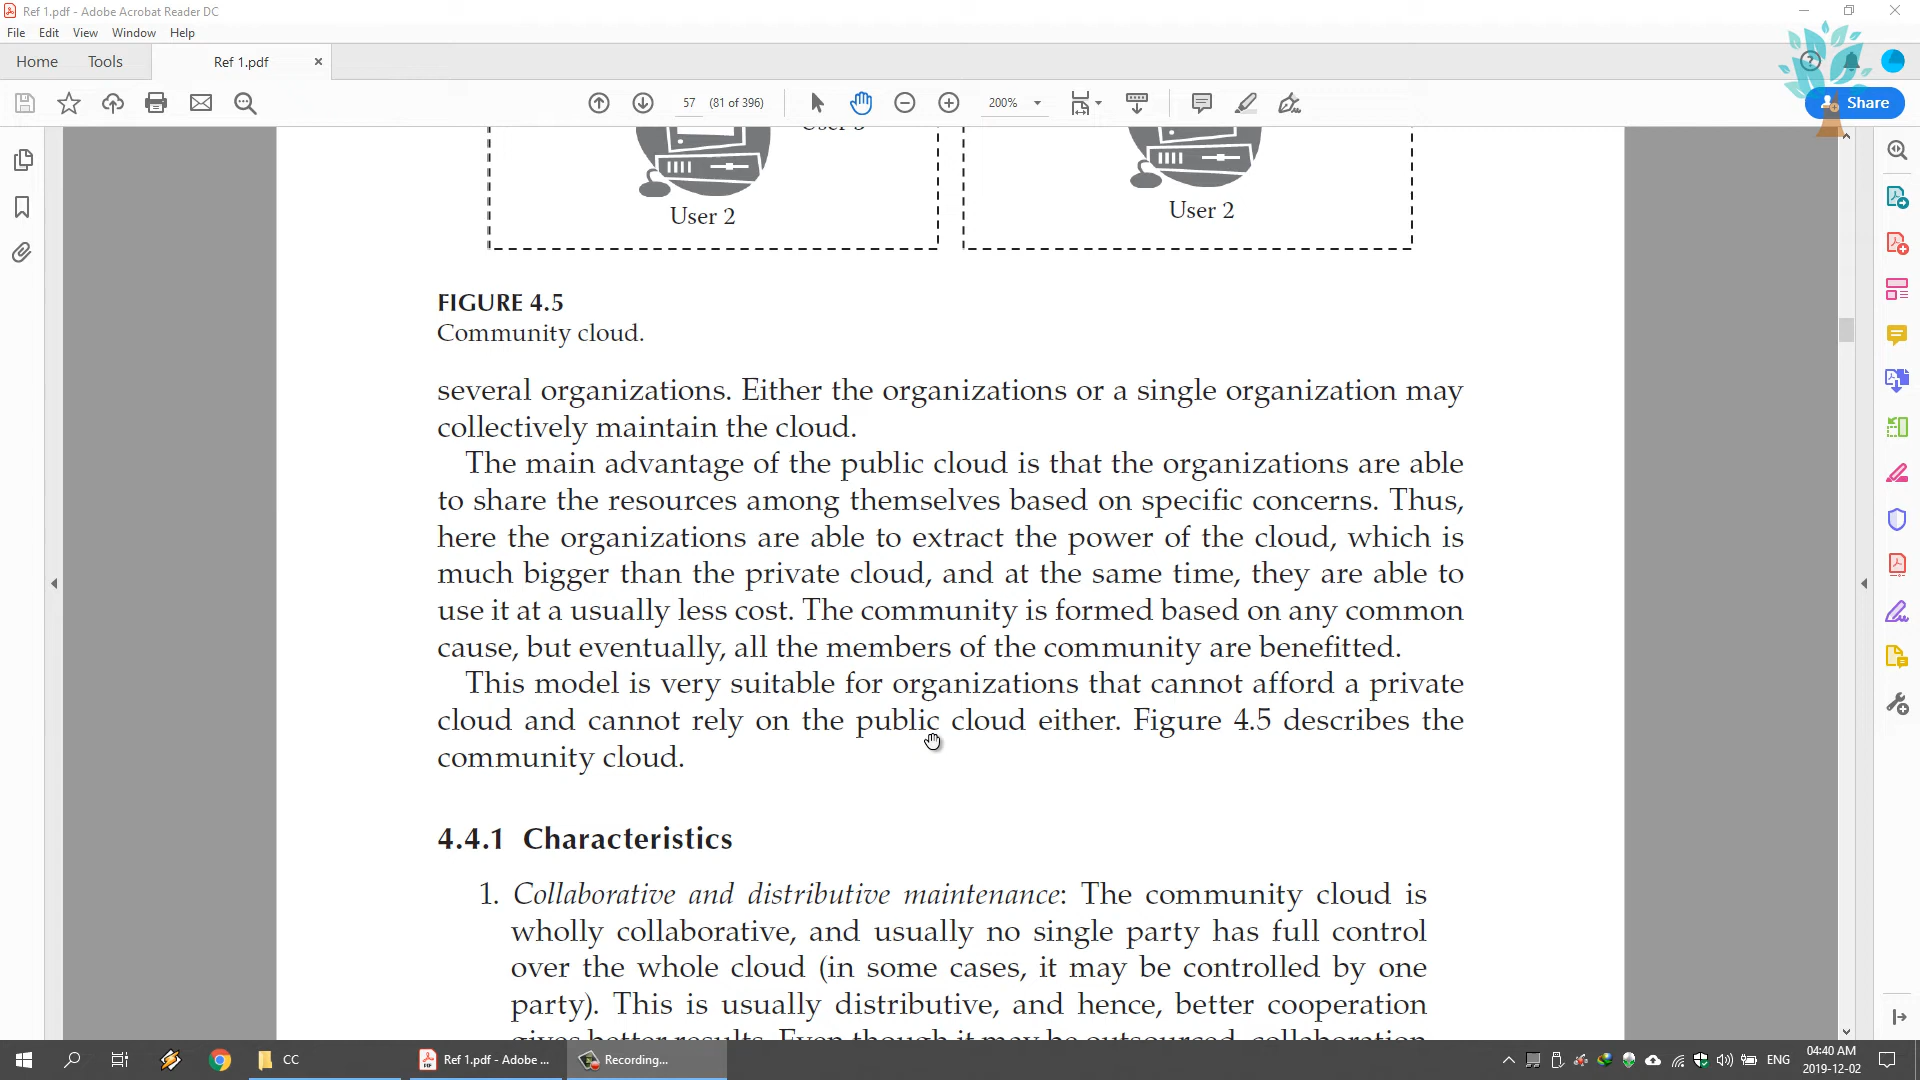 Ref 1.pdf - Adobe Acrobat Reader DC
File Edit View Window Help
Home Tools Ref 1.pdf
57 (81 of 396) 200% Share
User 2 User 2
FIGURE 4.5
Community cloud.
several organizations. Either the organizations or a single organization may
collectively maintain the cloud.
The main advantage of the public cloud is that the organizations are able
to share the resources among themselves based on specific concerns. Thus,
here the organizations are able to extract the power of the cloud, which is
much bigger than the private cloud, and at the same time, they are able to
use it at a usually less cost. The community is formed based on any common
cause, but eventually, all the members of the community are benefitted.
This model is very suitable for organizations that cannot afford a private
cloud and cannot rely on the public cloud either. Figure 4.5 describes the
community cloud.
4.4.1 Characteristics
1. Collaborative and distributive maintenance: The community cloud is
wholly collaborative, and usually no single party has full control
over the whole cloud (in some cases, it may be controlled by one
party). This is usually distributive, and hence, better cooperation
gives better results. Even though it may be outsourced, collaboration
CC Ref 1.pdf - Adobe ... Recording... ENG 04:40 AM
2019-12-02